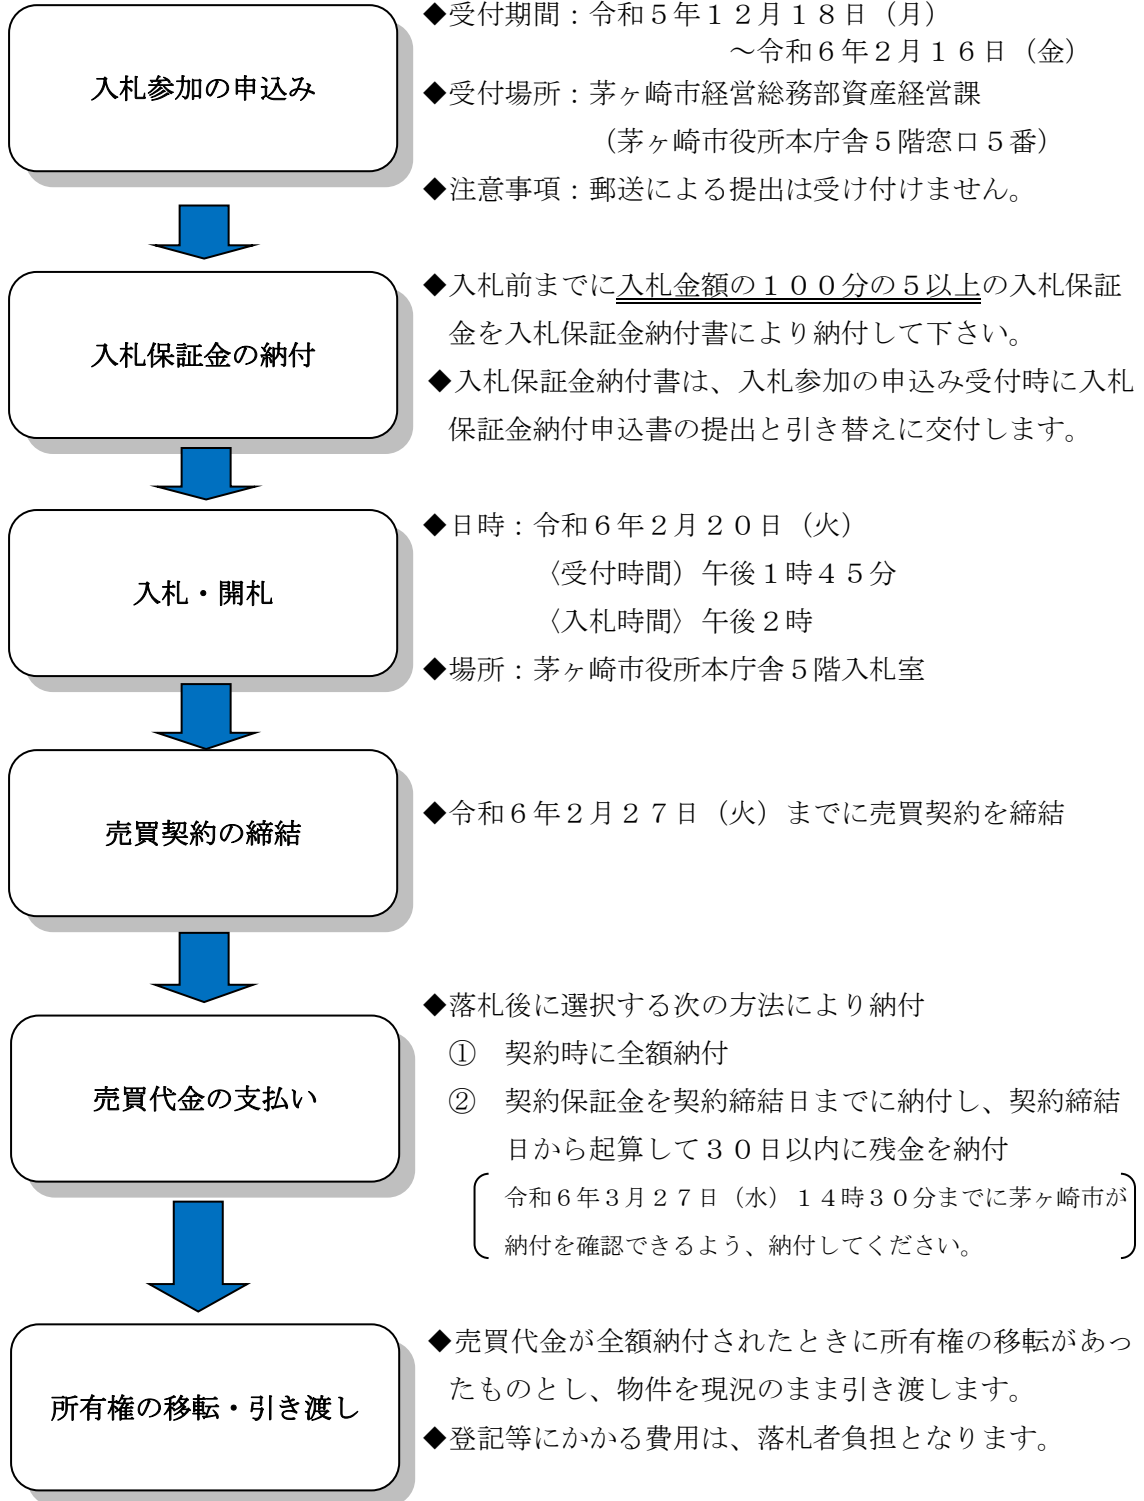 入札参加の申込み
◆受付期間：令和５年１２月１８日（月）
～令和６年２月１６日（金）
◆受付場所：茅ヶ崎市経営総務部資産経営課
（茅ヶ崎市役所本庁舎５階窓口５番）
◆注意事項：郵送による提出は受け付けません。
入札保証金の納付
◆入札前までに入札金額の１００分の５以上の入札保証
金を入札保証金納付書により納付して下さい。
◆入札保証金納付書は、入札参加の申込み受付時に入札
保証金納付申込書の提出と引き替えに交付します。
入札・開札
◆日時：令和６年２月２０日（火）
〈受付時間）午後１時４５分
〈入札時間〉午後２時
◆場所：茅ヶ崎市役所本庁舎５階入札室
売買契約の締結
◆令和６年２月２７日（火）までに売買契約を締結
売買代金の支払い
◆落札後に選択する次の方法により納付
①　契約時に全額納付
②　契約保証金を契約締結日までに納付し、契約締結
日から起算して３０日以内に残金を納付
令和６年３月２７日（水）１４時３０分までに茅ヶ崎市が
納付を確認できるよう、納付してください。
所有権の移転・引き渡し
◆売買代金が全額納付されたときに所有権の移転があっ
たものとし、物件を現況のまま引き渡します。
◆登記等にかかる費用は、落札者負担となります。